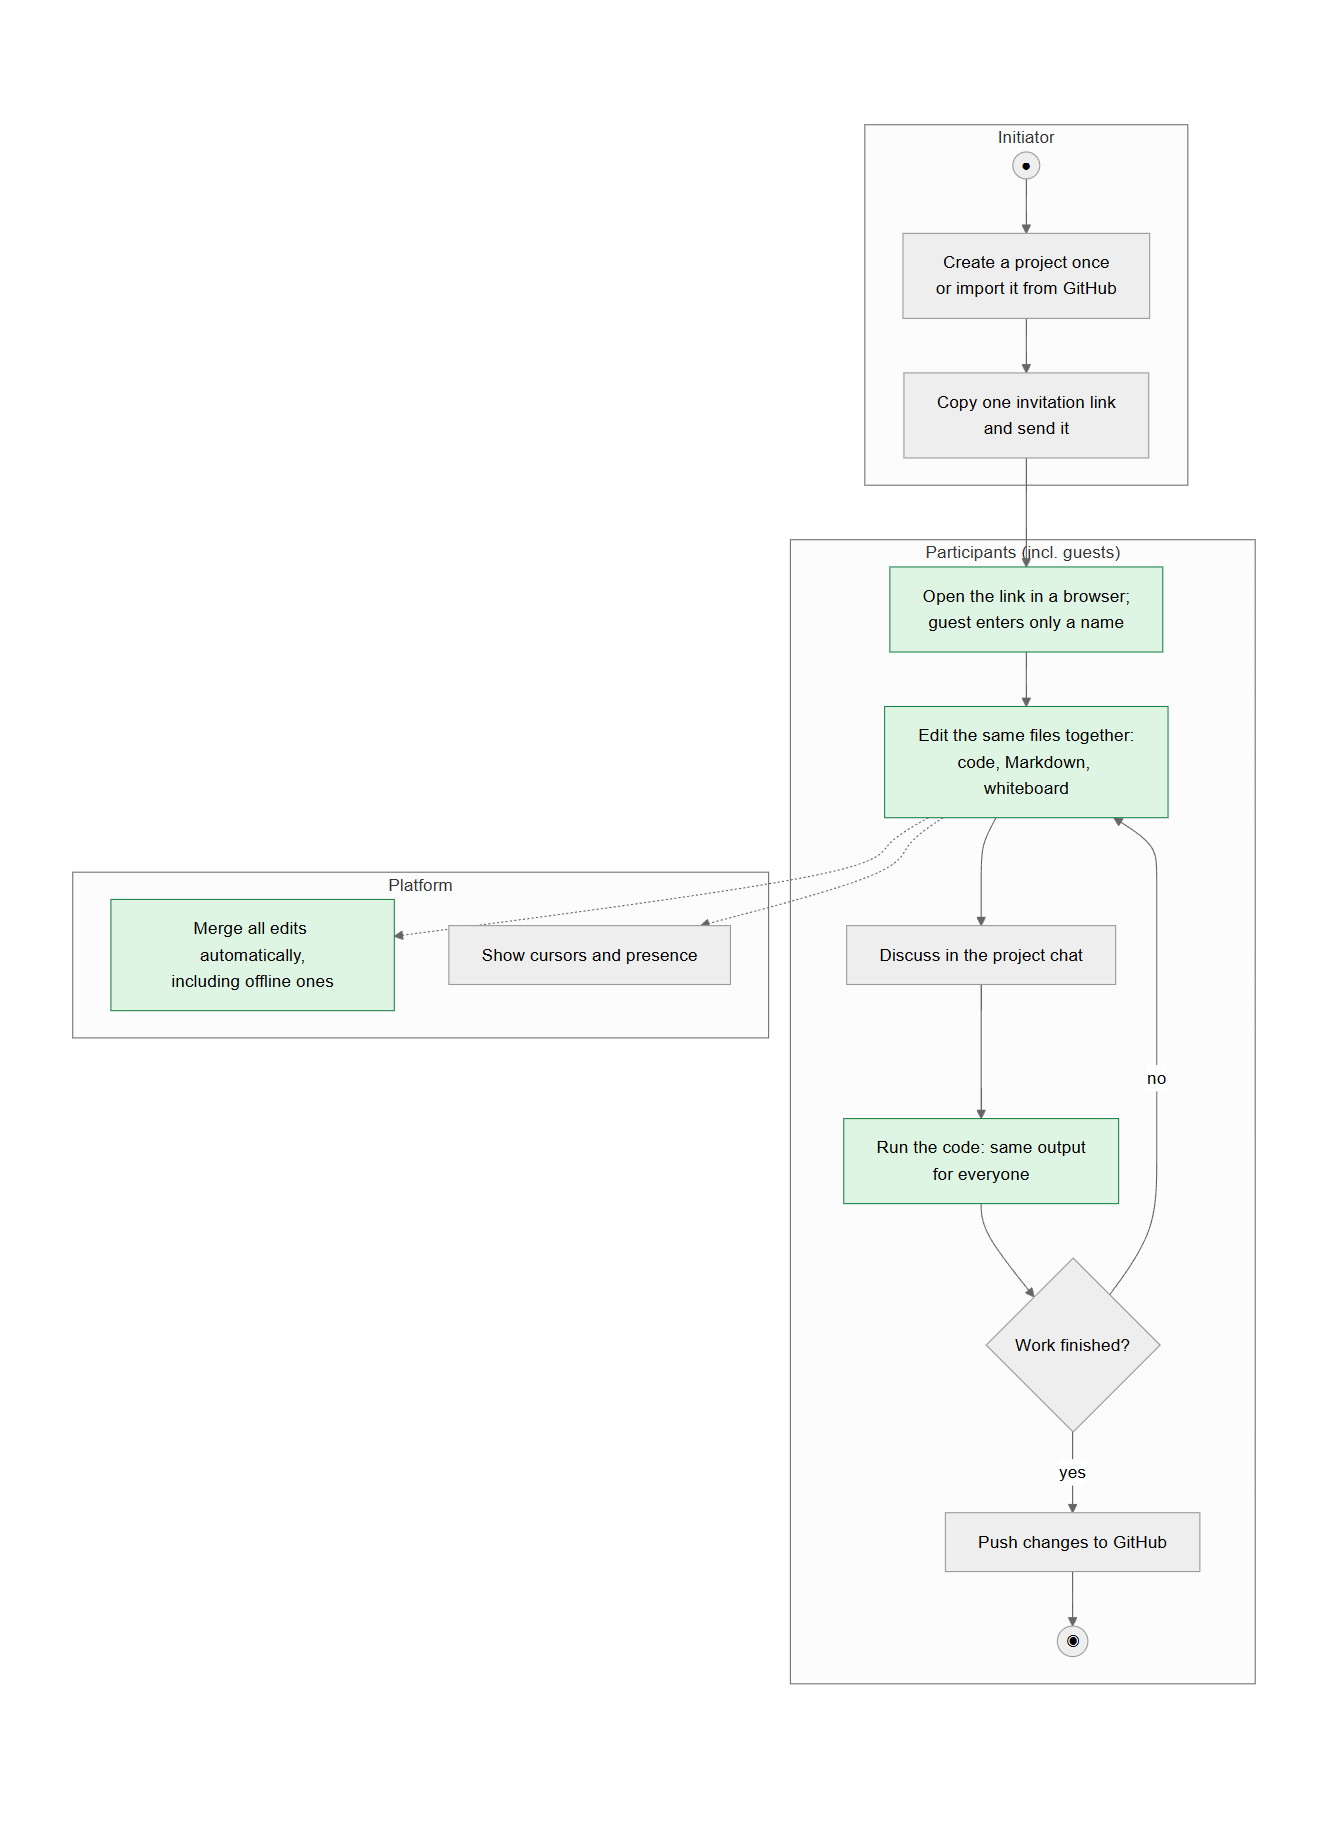 Initiator
Create a project once
or import it from GitHub
Copy one invitation link
and send it
Participants (incl. guests)
Open the link in a browser;
guest enters only a name
Edit the same files together:
code, Markdown,
whiteboard
Platform
Merge all edits
automatically,
including offline ones
Show cursors and presence
Discuss in the project chat
no
Run the code: same output
for everyone
Work finished?
yes
Push changes to GitHub